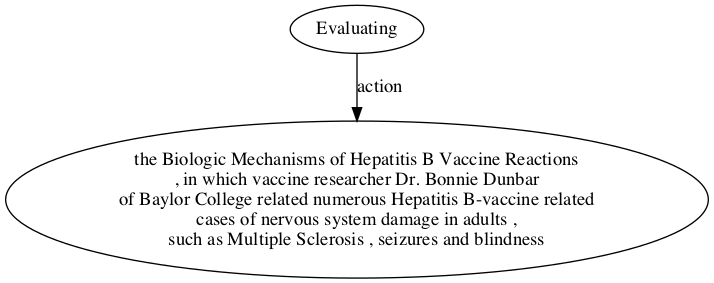 Evaluating
action
the Biologic Mechanisms of Hepatitis B Vaccine Reactions
, in which vaccine researcher Dr. Bonnie Dunbar
of Baylor College related numerous Hepatitis B-vaccine related
cases of nervous system damage in adults ,
such as Multiple Sclerosis , seizures and blindness